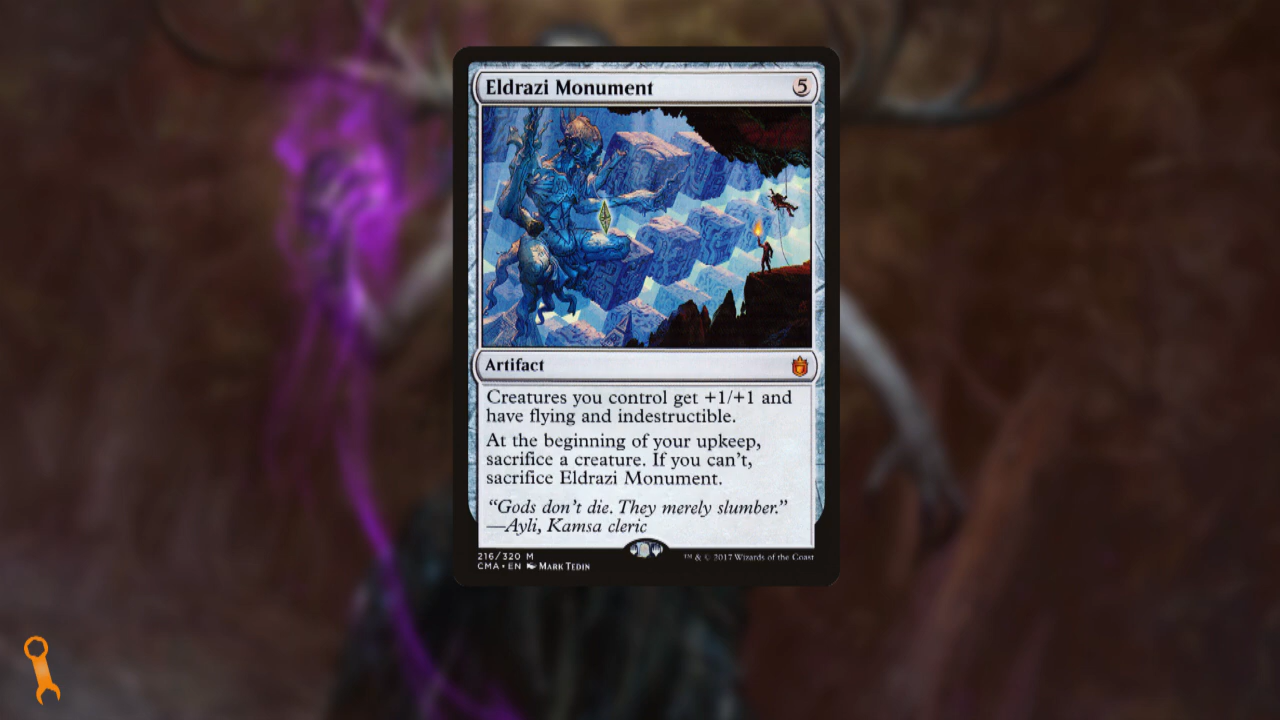 Eldrazi Monument 5
Artifact
Creatures you control get +1/+1 and
have flying and indestructible.
At the beginning of your upkeep,
sacrifice a creature. If you can't,
sacrifice Eldrazi Monument.
"Gods don't die. They merely slumber."
—Ayli, Kamsa cleric
216/320 M
™ & © 2017 Wizards of the Coast
CMA • EN Mark Tedin